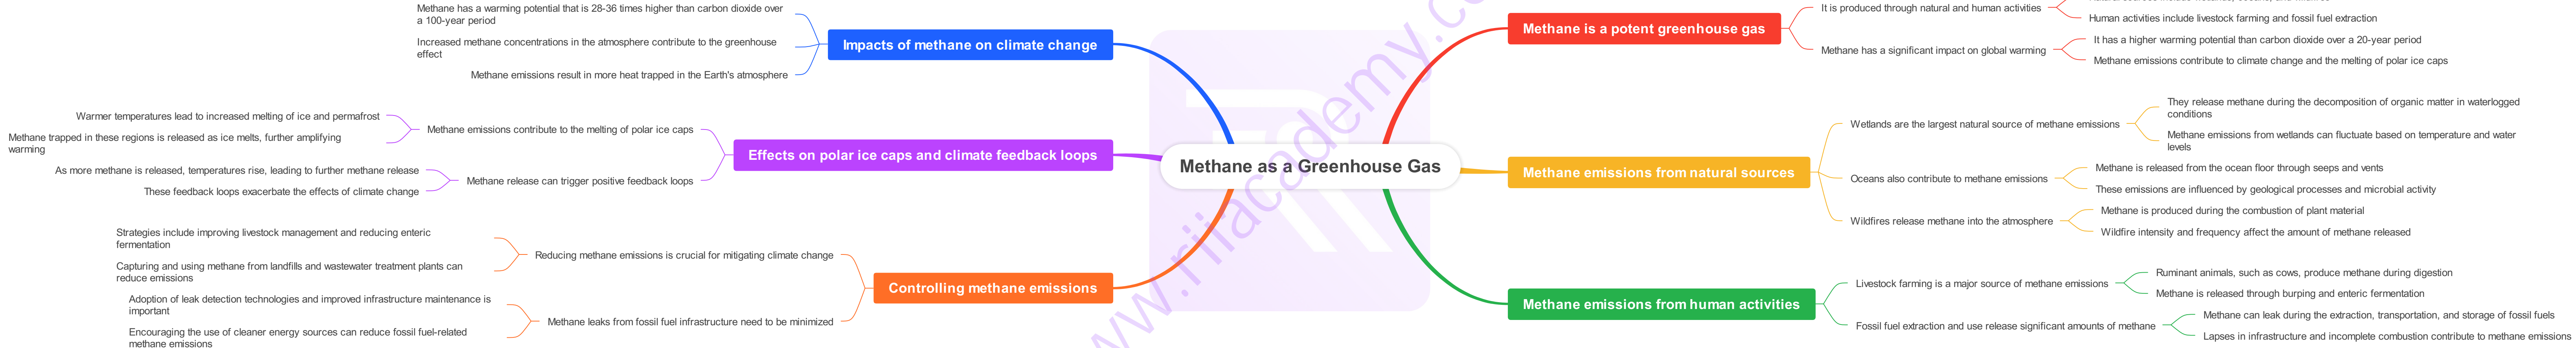 Methane as a Greenhouse Gas
Methane is a potent greenhouse gas
It is produced through natural and human activities
Human activities include livestock farming and fossil fuel extraction
Methane has a significant impact on global warming
It has a higher warming potential than carbon dioxide over a 20-year period
Methane emissions contribute to climate change and the melting of polar ice caps
Methane emissions from natural sources
Wetlands are the largest natural source of methane emissions
They release methane during the decomposition of organic matter in waterlogged
conditions
Methane emissions from wetlands can fluctuate based on temperature and water
levels
Oceans also contribute to methane emissions
Methane is released from the ocean floor through seeps and vents
These emissions are influenced by geological processes and microbial activity
Wildfires release methane into the atmosphere
Methane is produced during the combustion of plant material
Wildfire intensity and frequency affect the amount of methane released
Methane emissions from human activities
Livestock farming is a major source of methane emissions
Ruminant animals, such as cows, produce methane during digestion
Methane is released through burping and enteric fermentation
Fossil fuel extraction and use release significant amounts of methane
Methane can leak during the extraction, transportation, and storage of fossil fuels
Lapses in infrastructure and incomplete combustion contribute to methane emissions
Impacts of methane on climate change
Methane has a warming potential that is 28-36 times higher than carbon dioxide over
a 100-year period
Increased methane concentrations in the atmosphere contribute to the greenhouse
effect
Methane emissions result in more heat trapped in the Earth's atmosphere
Effects on polar ice caps and climate feedback loops
Methane emissions contribute to the melting of polar ice caps
Warmer temperatures lead to increased melting of ice and permafrost
Methane trapped in these regions is released as ice melts, further amplifying
warming
Methane release can trigger positive feedback loops
As more methane is released, temperatures rise, leading to further methane release
These feedback loops exacerbate the effects of climate change
Controlling methane emissions
Reducing methane emissions is crucial for mitigating climate change
Strategies include improving livestock management and reducing enteric
fermentation
Capturing and using methane from landfills and wastewater treatment plants can
reduce emissions
Methane leaks from fossil fuel infrastructure need to be minimized
Adoption of leak detection technologies and improved infrastructure maintenance is
important
Encouraging the use of cleaner energy sources can reduce fossil fuel-related
methane emissions